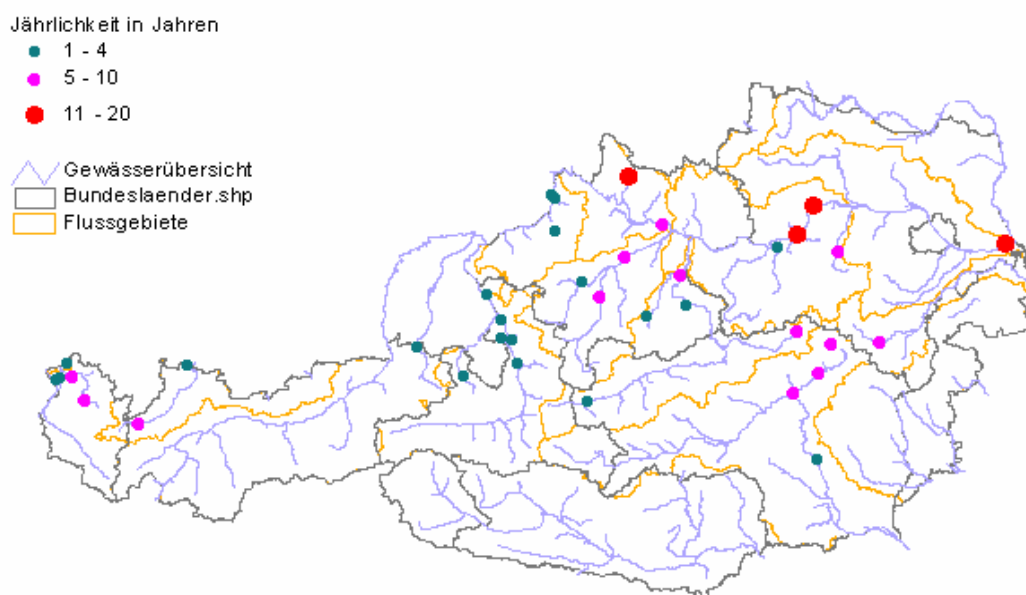 Jährlichkeit in Jahren
1 - 4
5 - 10
11 - 20
Gewässerübersicht
Bundeslaender.shp
Flussgebiete